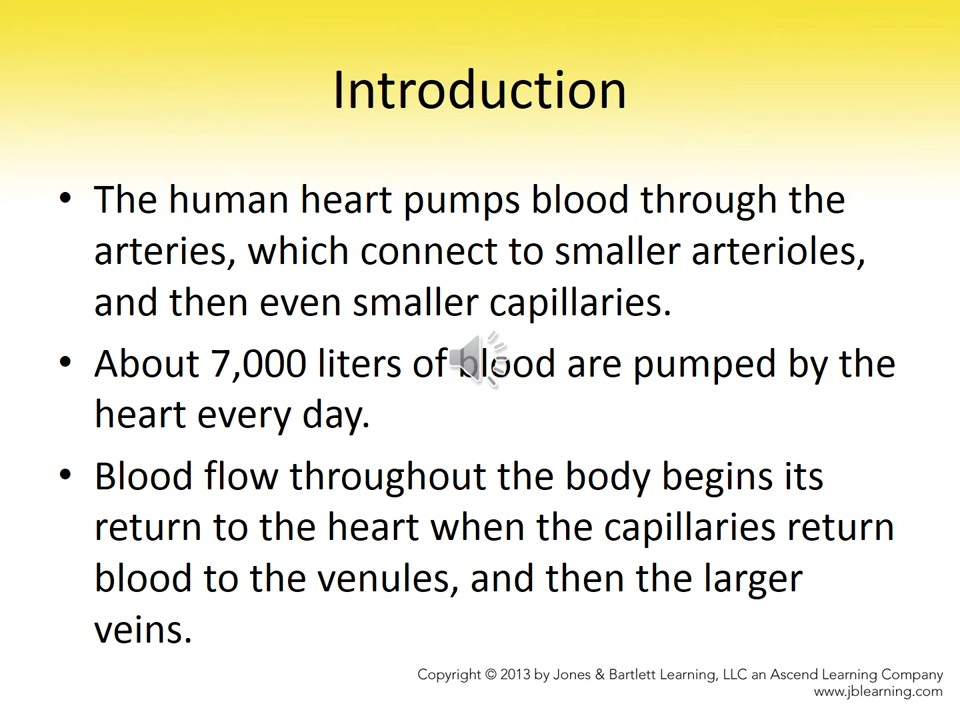 Introduction
• The human heart pumps blood through the
arteries, which connect to smaller arterioles,
and then even smaller capillaries.
• About 7,000 liters of blood are pumped by the
heart every day.
• Blood flow throughout the body begins its
return to the heart when the capillaries return
blood to the venules, and then the larger
veins.
Copyright © 2013 by Jones & Bartlett Learning, LLC an Ascend Learning Company
www.jblearning.com